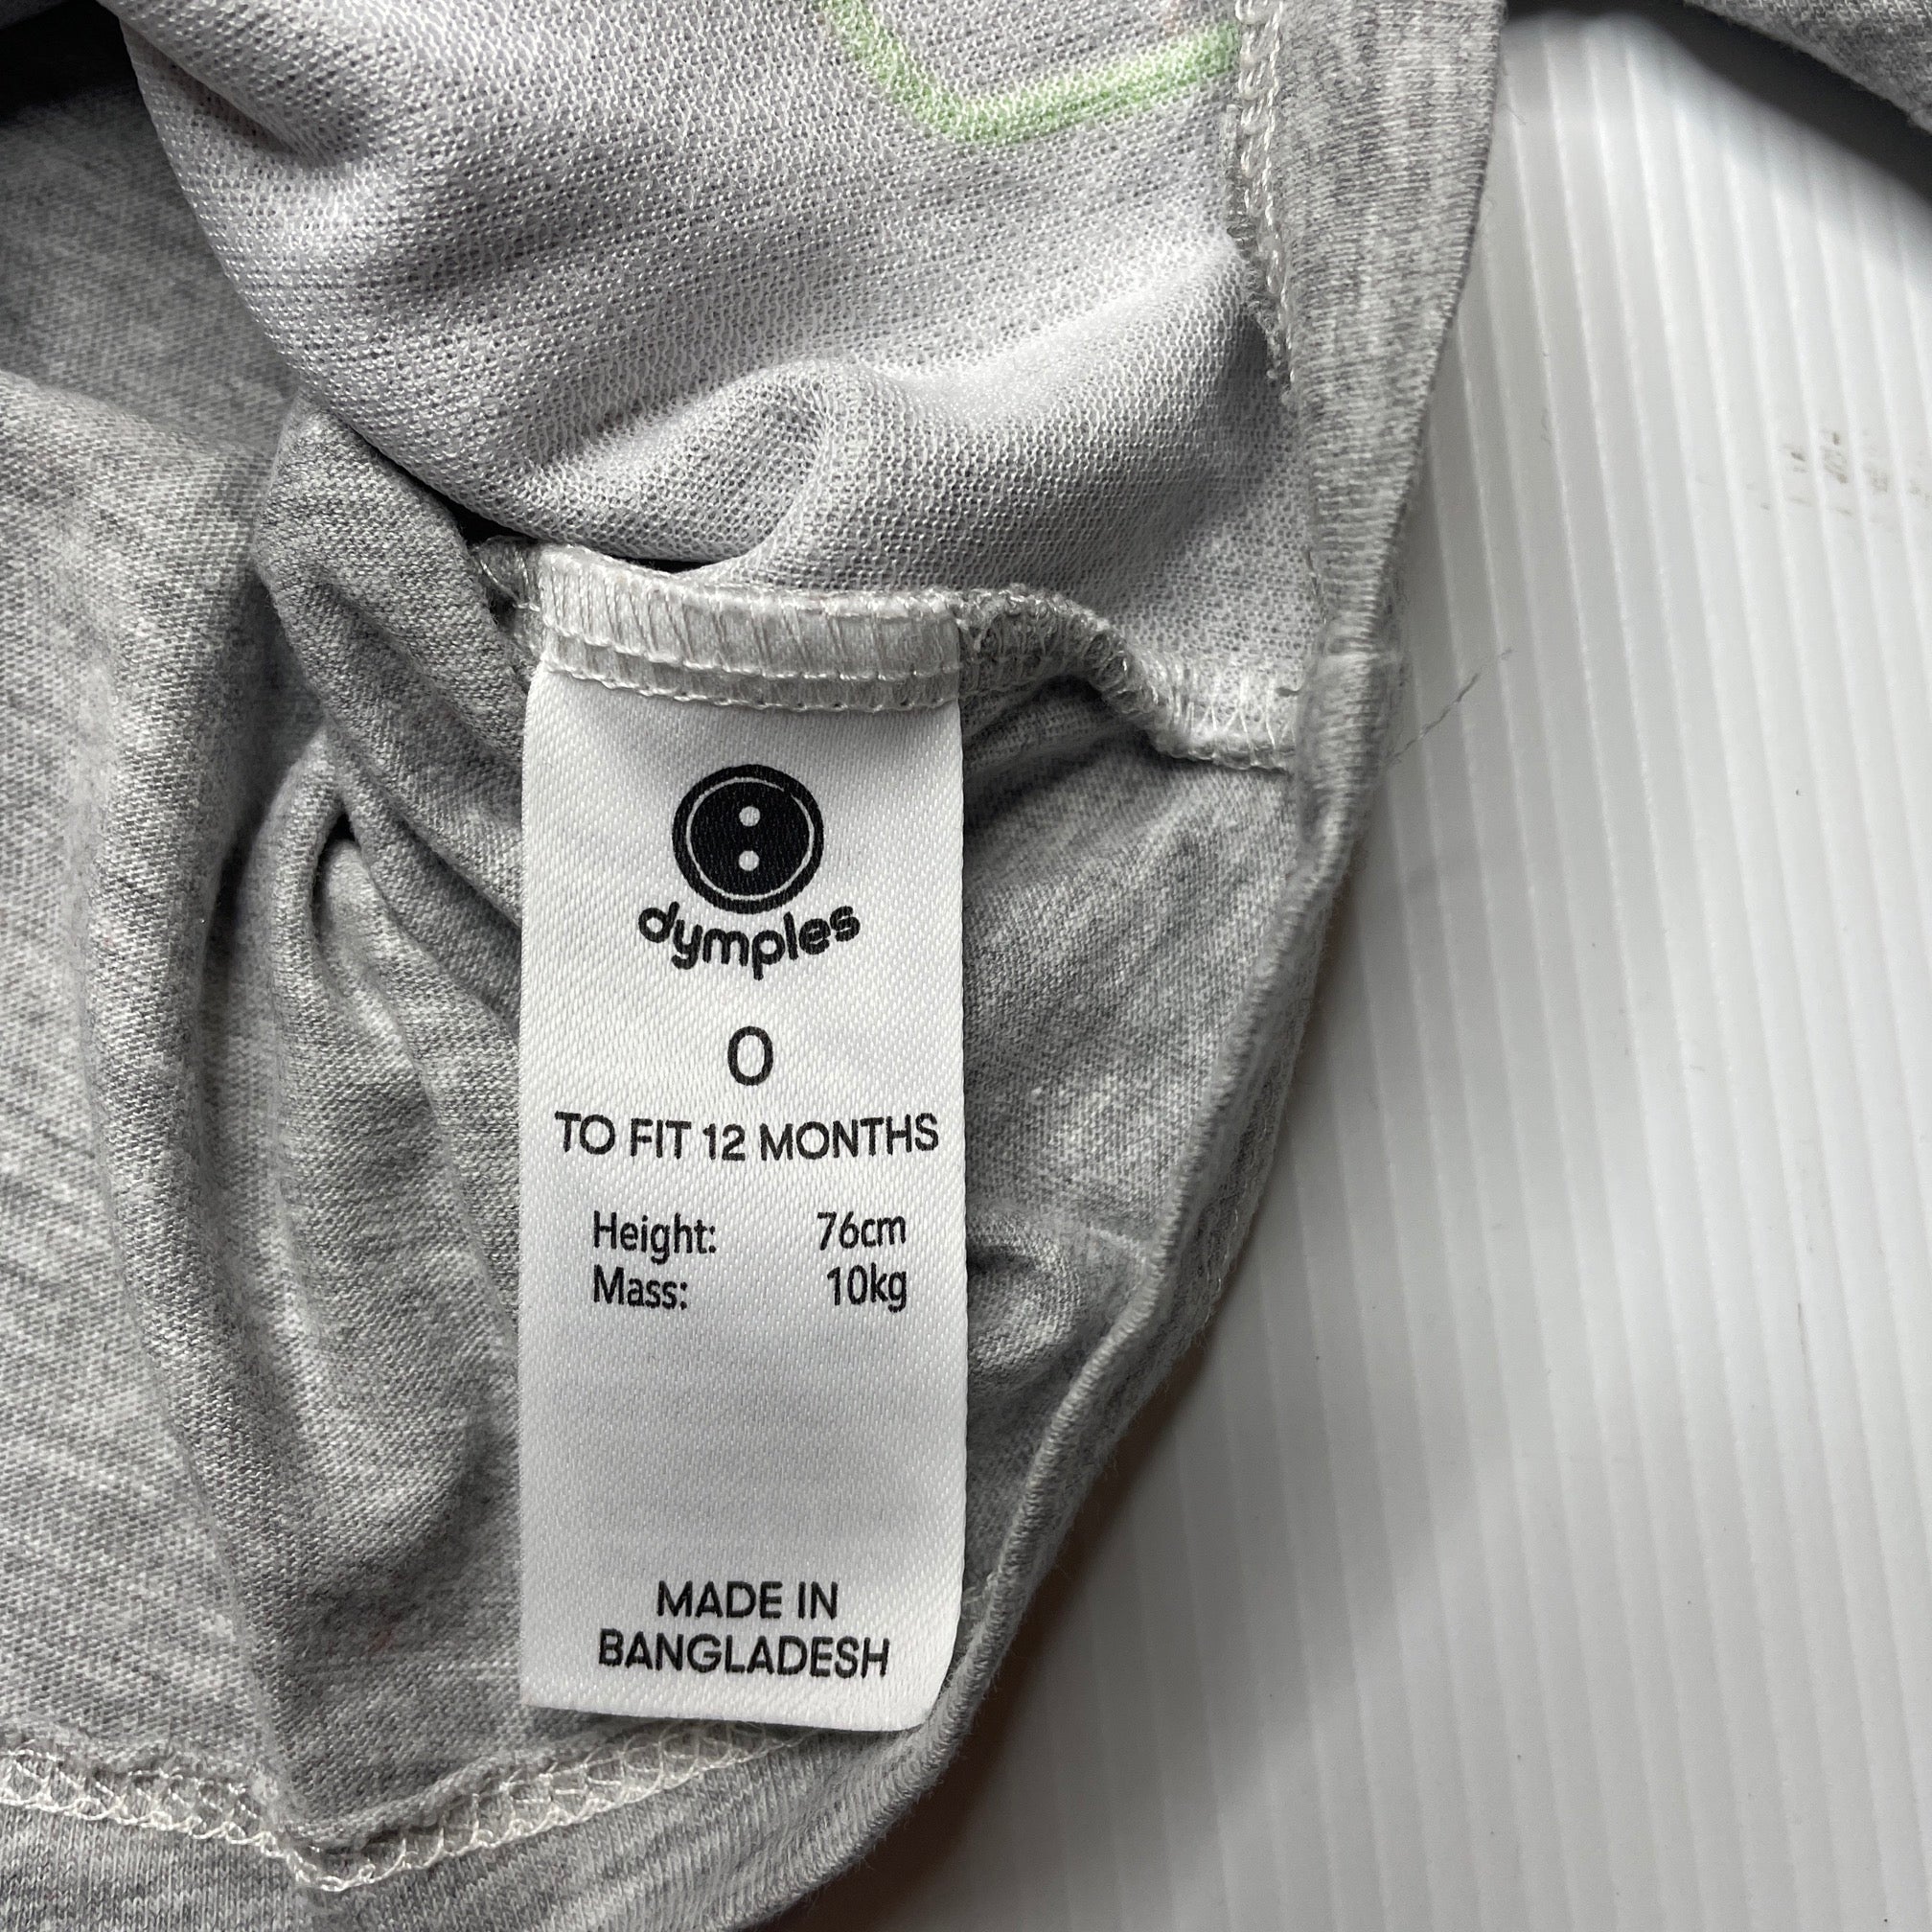 dymples
0
TO FIT 12 MONTHS
Height: 76cm
Mass: 10kg
MADE IN
BANGLADESH